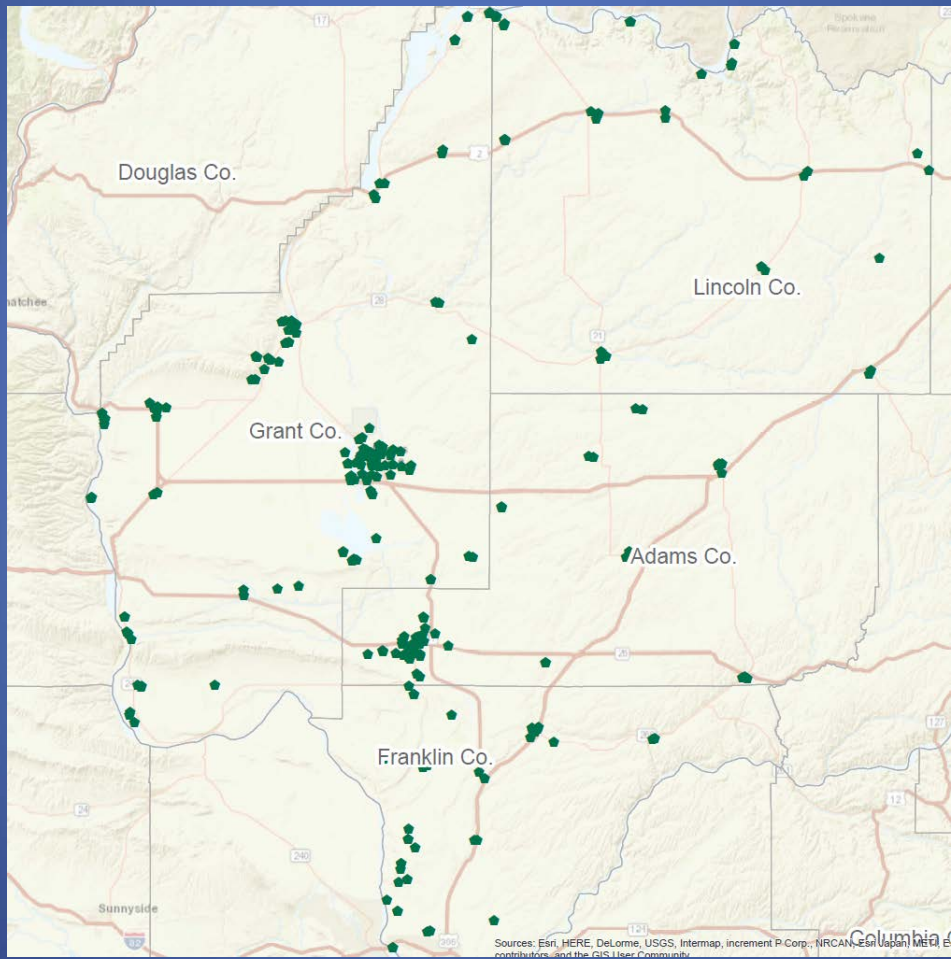 17
Spokane
Reservation
2
Douglas Co.
28
Lincoln Co.
natchee
21
Grant Co.
Adams Co.
26
Franklin Co.
127
24
12
240
Sunnyside
82
124
395
Columbia
Sources: Esri, HERE, DeLorme, USGS, Intermap, increment P Corp., NRCAN, Esri Japan, METI, E
contributors, and the GIS User Community